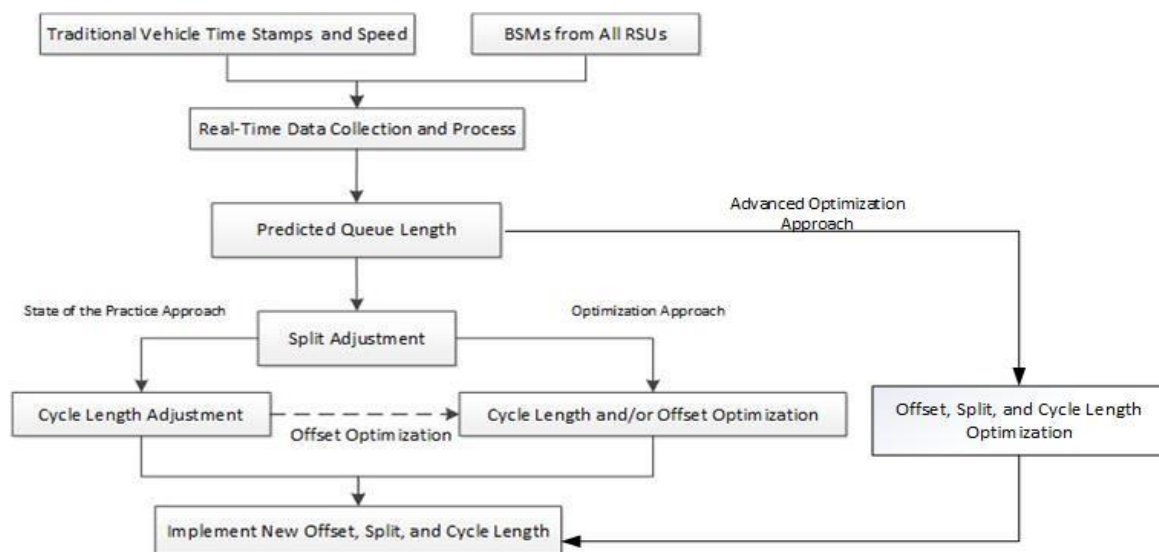 Traditional Vehicle Time Stamps and Speed
BSMs from All RSUs
Real-Time Data Collection and Process
Predicted Queue Length
Advanced Optimization
Approach
State of the Practice Approach
Optimization Approach
Split Adjustment
Cycle Length Adjustment
Offset Optimization
Cycle Length and/or Offset Optimization
Offset, Split, and Cycle Length
Optimization
Implement New Offset, Split, and Cycle Length